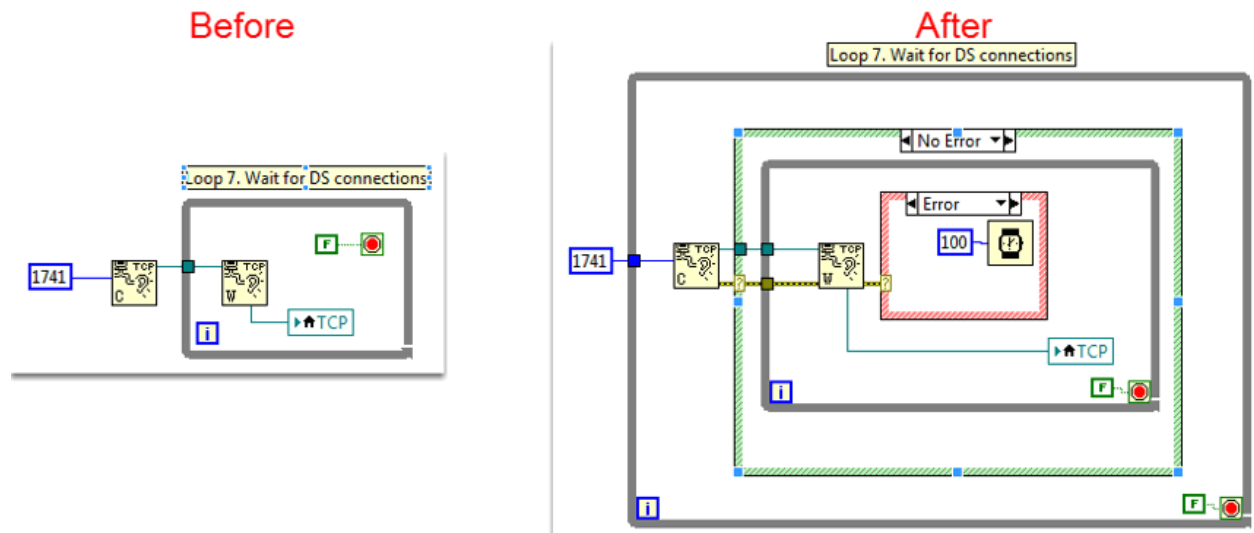 Before
After
Loop 7. Wait for DS connections
No Error
Error
100
TCP
C
TCP
W
1741
TCP
i
F
i
F
Loop 7. Wait for DS connections
F
1741
TCP
C
TCP
W
TCP
i